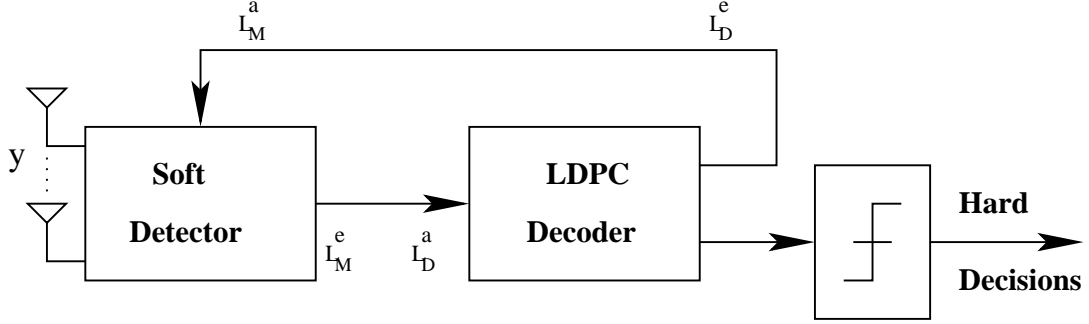 L_M^a
L_D^e
y
Soft
Detector
L_M^e
L_D^a
LDPC
Decoder
Hard
Decisions